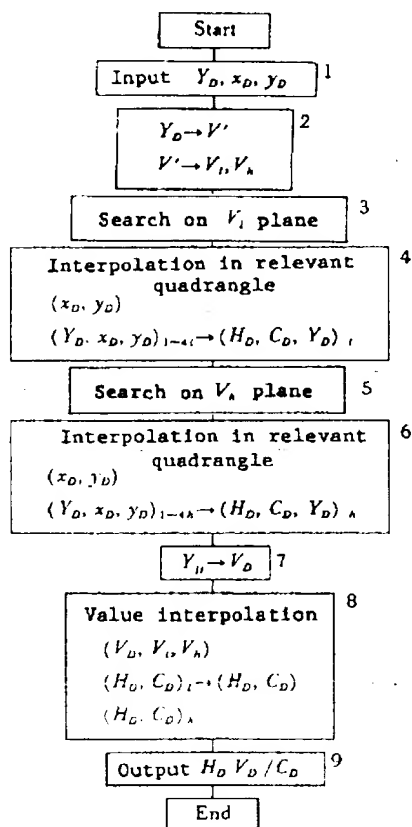 Start
1
Input Y_D, x_D, y_D
2
Y_D → V'
V' → V_l, V_h
3
Search on V_l plane
4
Interpolation in relevant
quadrangle
(x_D, y_D)
(Y_D. x_D, y_D)_{1-4l} → (H_D, C_D, Y_D)_l
5
Search on V_h plane
6
Interpolation in relevant
quadrangle
(x_D, y_D)
(Y_D, x_D, y_D)_{1-4h} → (H_D, C_D, Y_D)_h
Y_D → V_D 7
8
Value interpolation
(V_D, V_l, V_h)
(H_D, C_D)_l → (H_D, C_D)
(H_D. C_D)_h
9
Output H_D V_D / C_D
End